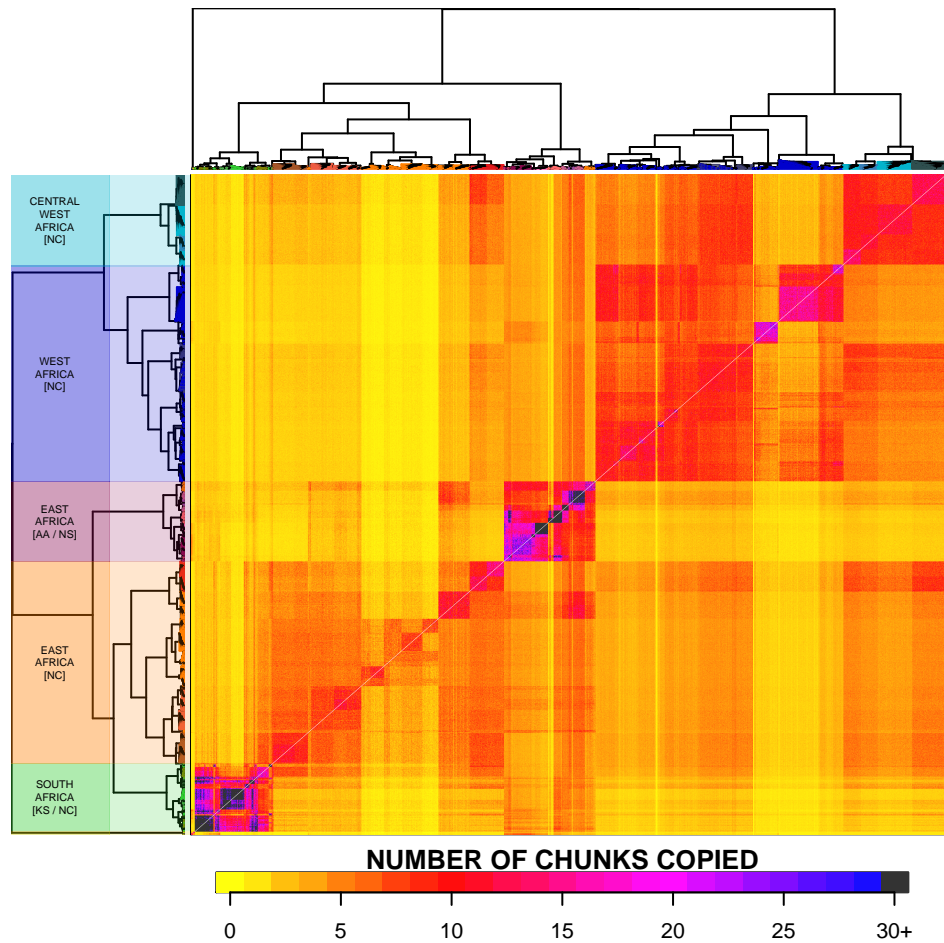 CENTRAL
WEST
AFRICA
[NC]
WEST
AFRICA
[NC]
EAST
AFRICA
[AA / NS]
EAST
AFRICA
[NC]
SOUTH
AFRICA
[KS / NC]
NUMBER OF CHUNKS COPIED
0 5 10 15 20 25 30+